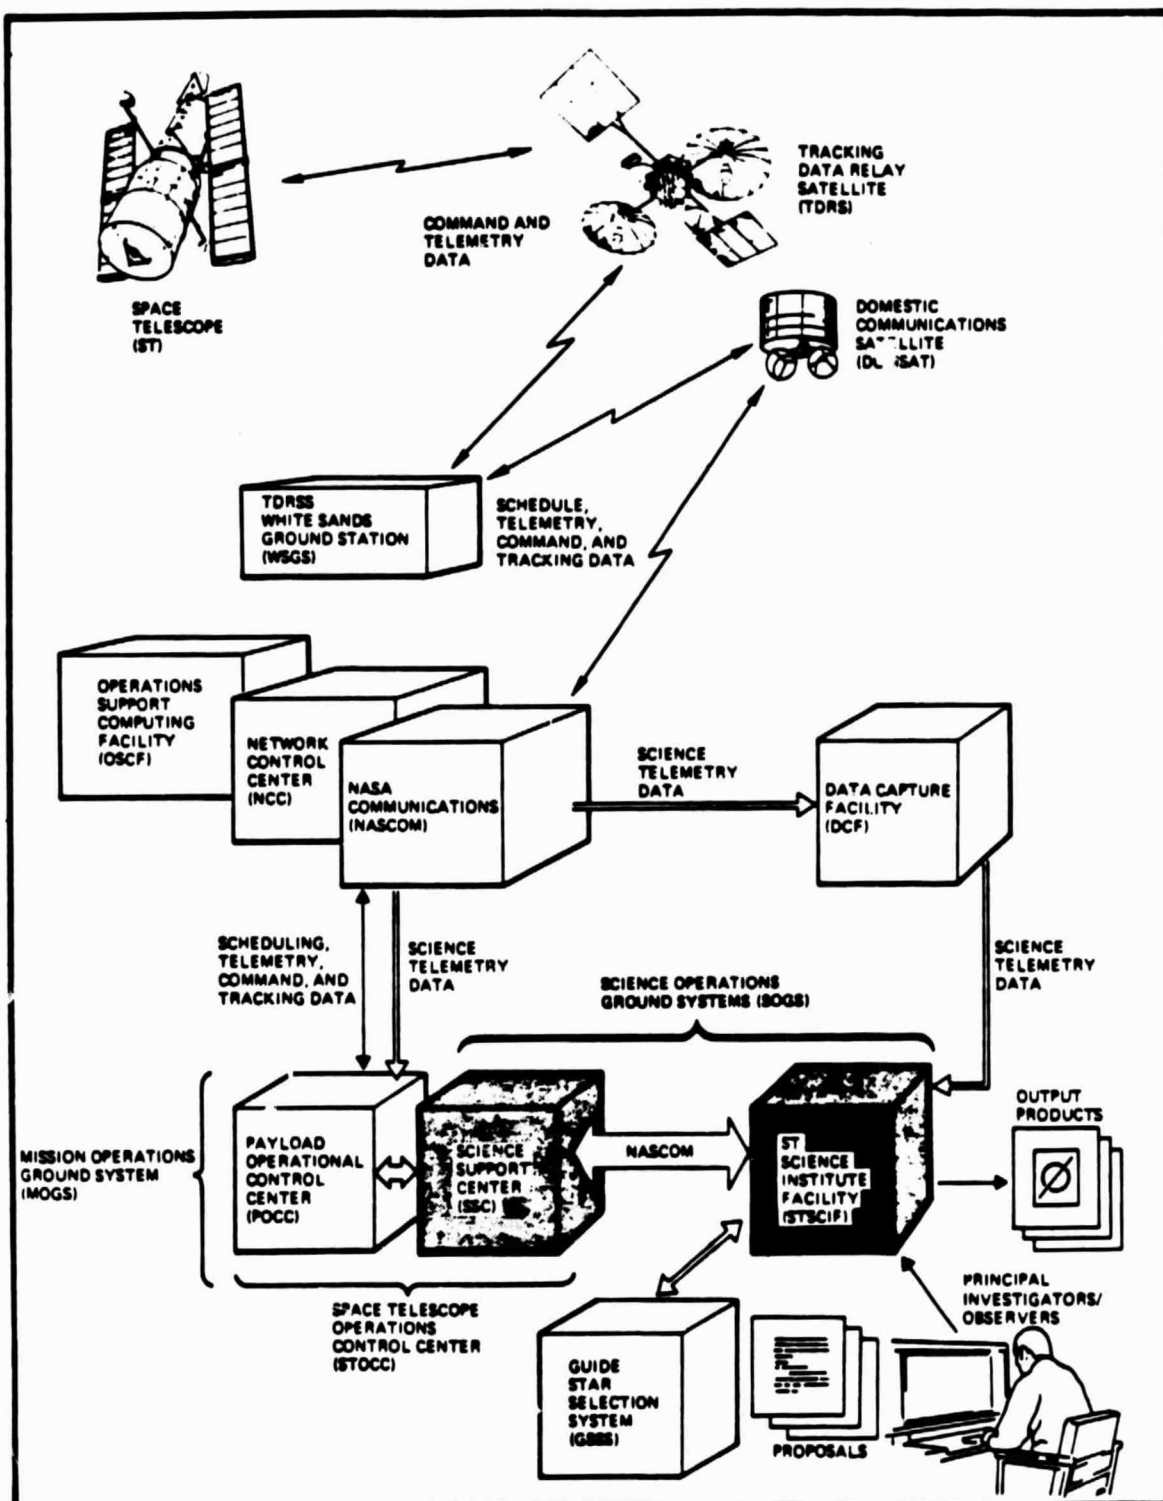 TRACKING
DATA RELAY
SATELLITE
(TDRS)
COMMAND AND
TELEMETRY
DATA
SPACE
TELESCOPE
(ST)
DOMESTIC
COMMUNICATIONS
TDRSS
WHITE SANDS
GROUND STATION
(WSGS)
SCHEDULE,
TELEMETRY,
COMMAND, AND
TRACKING DATA
OPERATIONS
SUPPORT
COMPUTING
FACILITY
(OSCF)
NETWORK
CONTROL
CENTER
(NCC)
NASA
COMMUNICATIONS
(NASCOM)
SCIENCE
TELEMETRY
DATA
DATA CAPTURE
FACILITY
(DCF)
SCHEDULING,
TELEMETRY,
COMMAND, AND
TRACKING DATA
SCIENCE
TELEMETRY
DATA
SCIENCE OPERATIONS
GROUND SYSTEMS (SOGS)
SCIENCE
TELEMETRY
DATA
MISSION OPERATIONS
GROUND SYSTEM
(MOGS)
PAYLOAD
OPERATIONAL
CONTROL
CENTER
(POCC)
SCIENCE
SUPPORT
CENTER
(SSC)
NASCOM
ST
SCIENCE
INSTITUTE
FACILITY
(STSCIF)
OUTPUT
PRODUCTS
SPACE TELESCOPE
OPERATIONS
CONTROL CENTER
(STOCC)
GUIDE
STAR
SELECTION
SYSTEM
(GSSS)
PROPOSALS
PRINCIPAL
INVESTIGATORS/
OBSERVERS